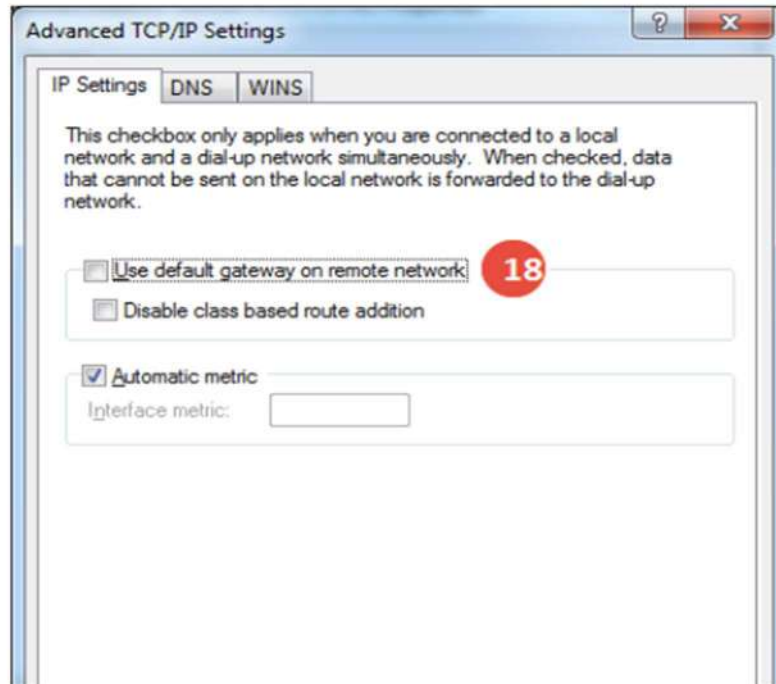 Advanced TCP/IP Settings
?
IP Settings DNS WINS
This checkbox only applies when you are connected to a local
network and a dial-up network simultaneously. When checked, data
that cannot be sent on the local network is forwarded to the dial-up
network.
Use default gateway on remote network 18
Disable class based route addition
Automatic metric
Interface metric: